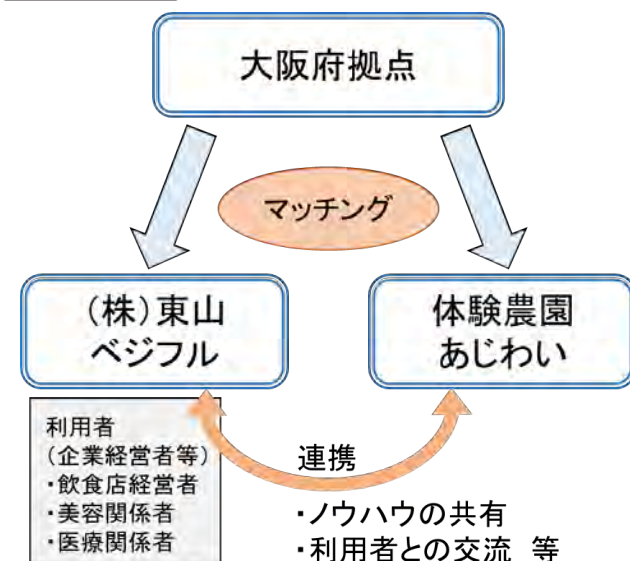 大阪府拠点
マッチング
(株)東山
ベジフル
体験農園
あじわい
利用者
(企業経営者等)
・飲食店経営者
・美容関係者
・医療関係者
連携
・ノウハウの共有
・利用者との交流 等